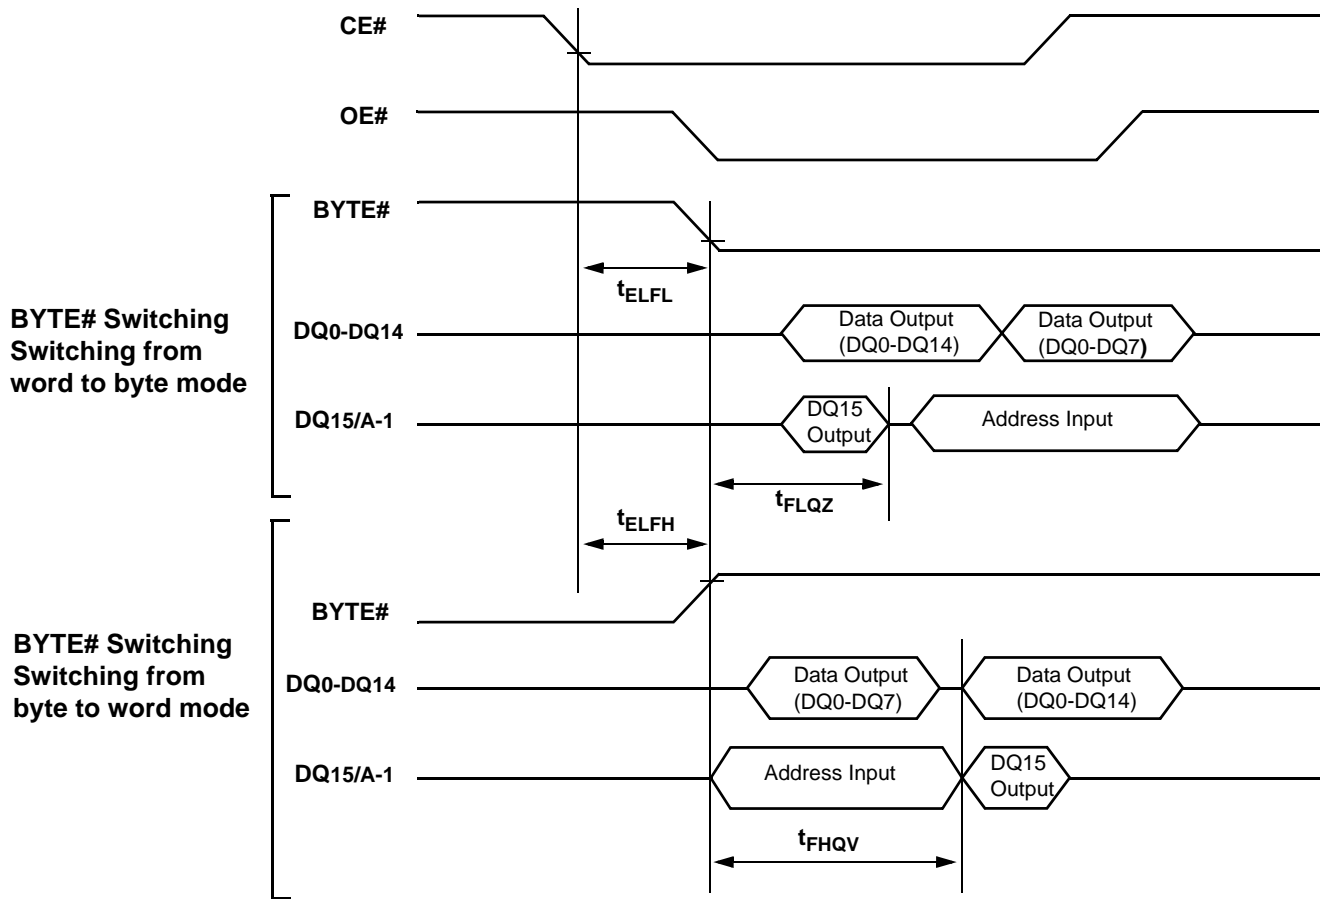 CE#
OE#
BYTE#
tELFL
BYTE# Switching
Switching from
word to byte mode
DQ0-DQ14
Data Output
(DQ0-DQ14)
Data Output
(DQ0-DQ7)
DQ15/A-1
DQ15
Output
Address Input
tFLQZ
tELFH
BYTE#
BYTE# Switching
Switching from
byte to word mode
DQ0-DQ14
Data Output
(DQ0-DQ7)
Data Output
(DQ0-DQ14)
DQ15/A-1
Address Input
DQ15
Output
tFHQV